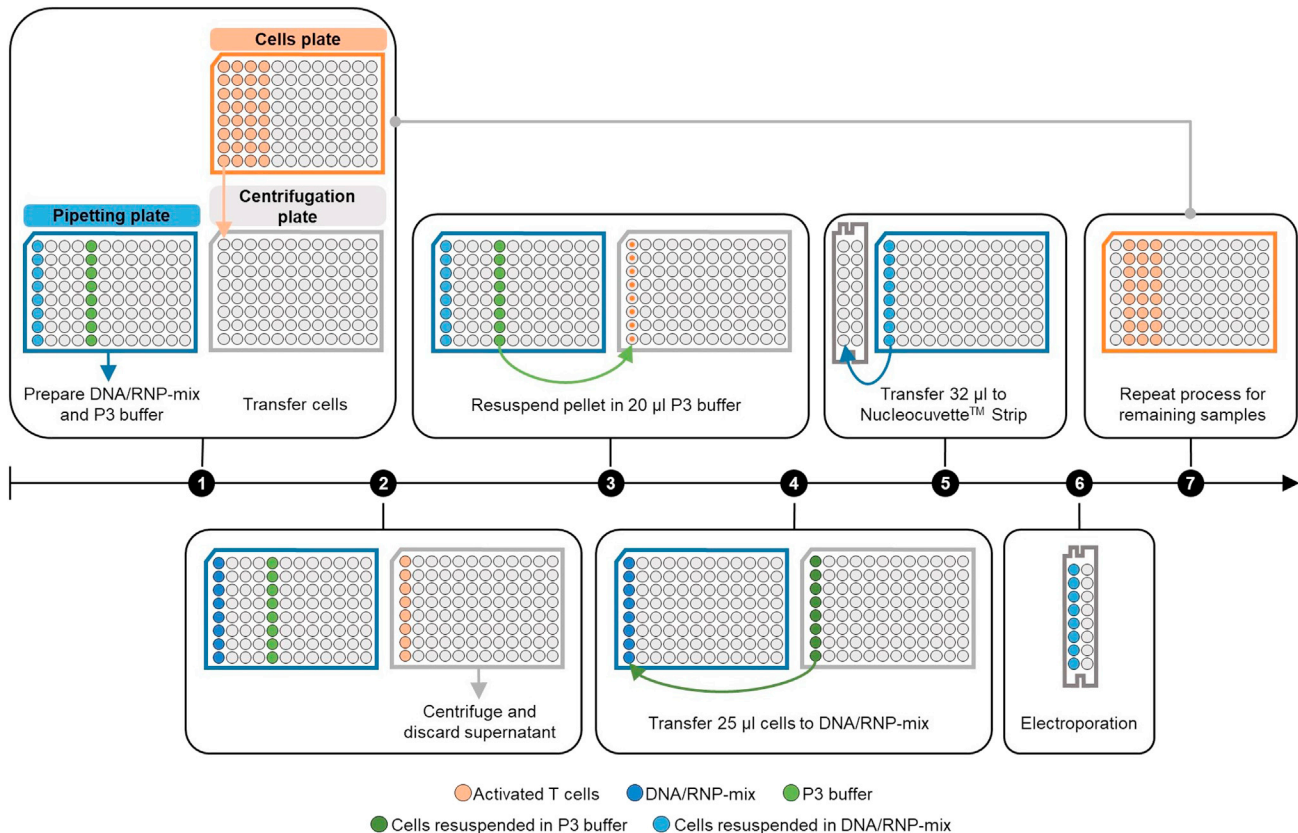 Cells plate
Pipetting plate
Centrifugation
plate
Prepare DNA/RNP-mix
and P3 buffer
Transfer cells
Resuspend pellet in 20 µl P3 buffer
Transfer 32 µl to
Nucleocuvette™ Strip
Repeat process for
remaining samples
1
2
3
4
5
6
7
Centrifuge and
discard supernatant
Transfer 25 µl cells to DNA/RNP-mix
Electroporation
Activated T cells
DNA/RNP-mix
P3 buffer
Cells resuspended in P3 buffer
Cells resuspended in DNA/RNP-mix